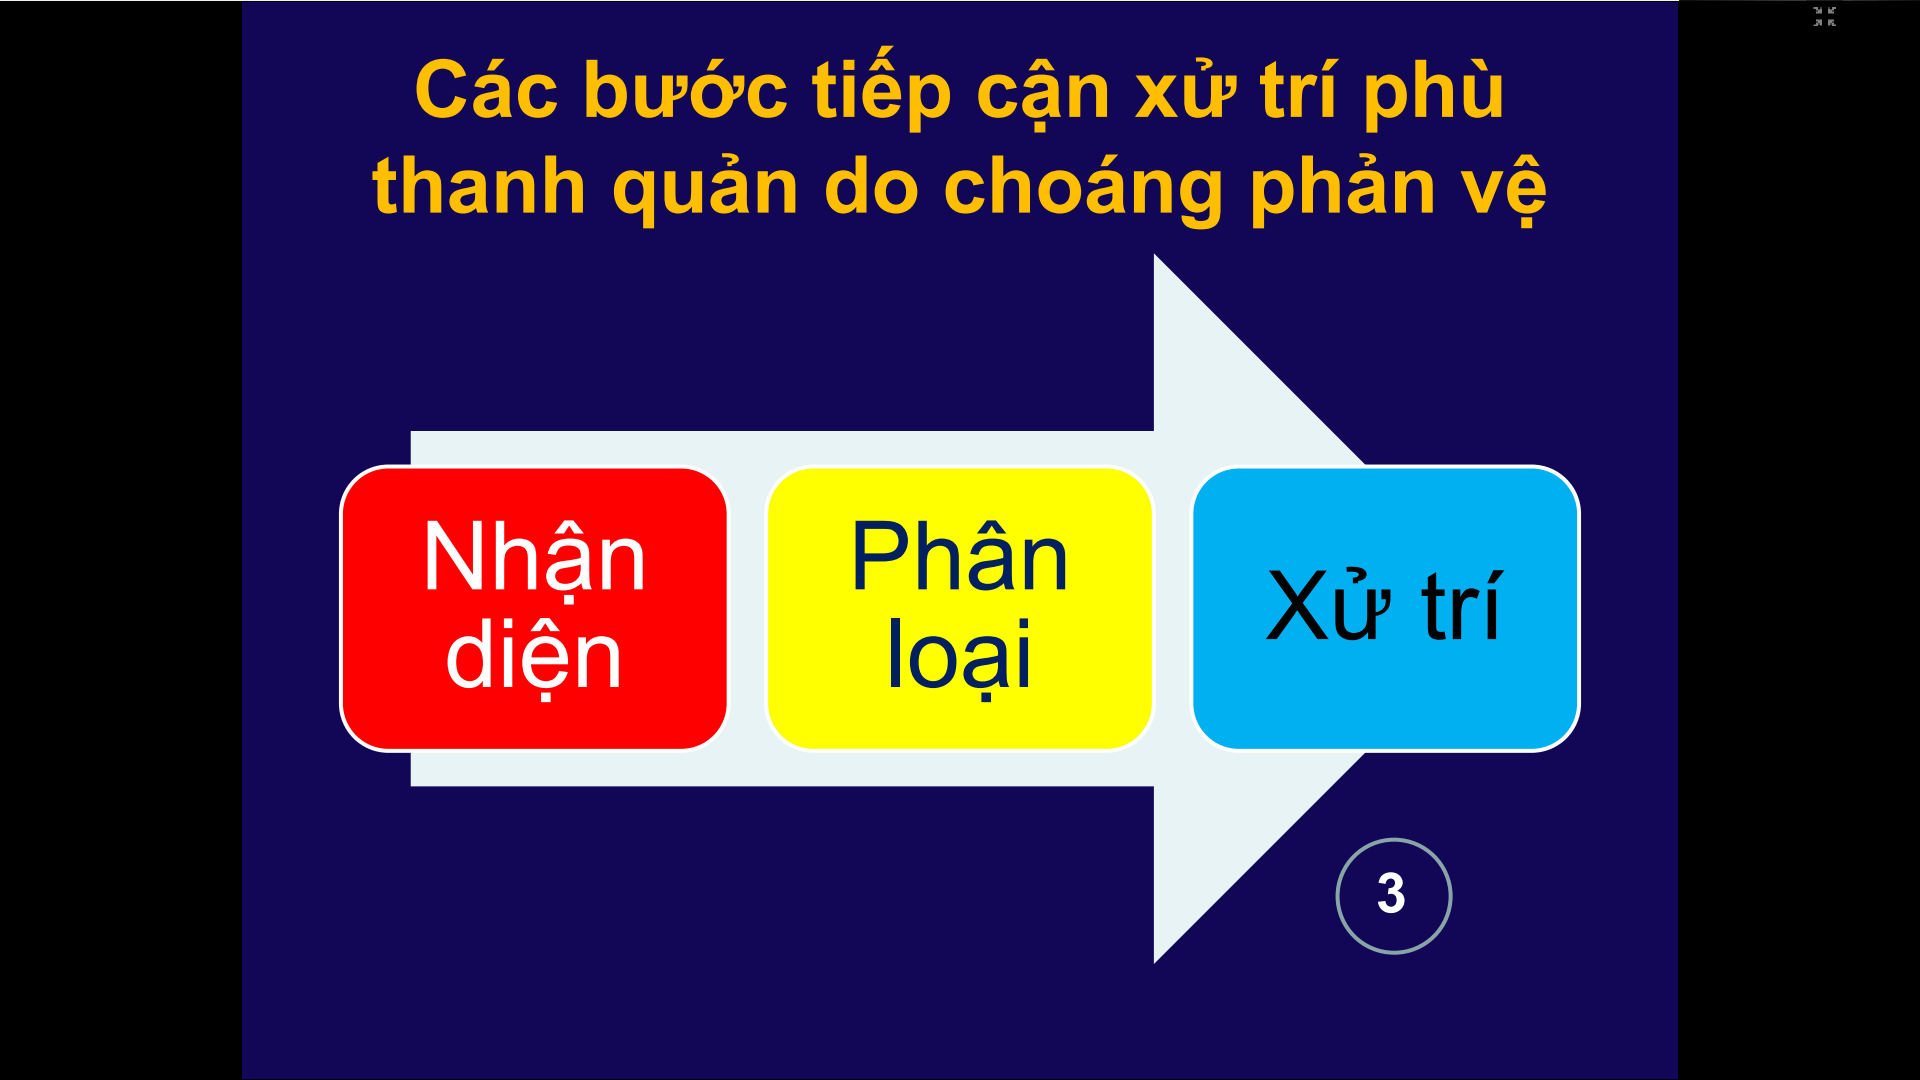 Các bước tiếp cận xử trí phù
thanh quản do choáng phản vệ
Nhận
diện
Phân
loại
Xử trí
3